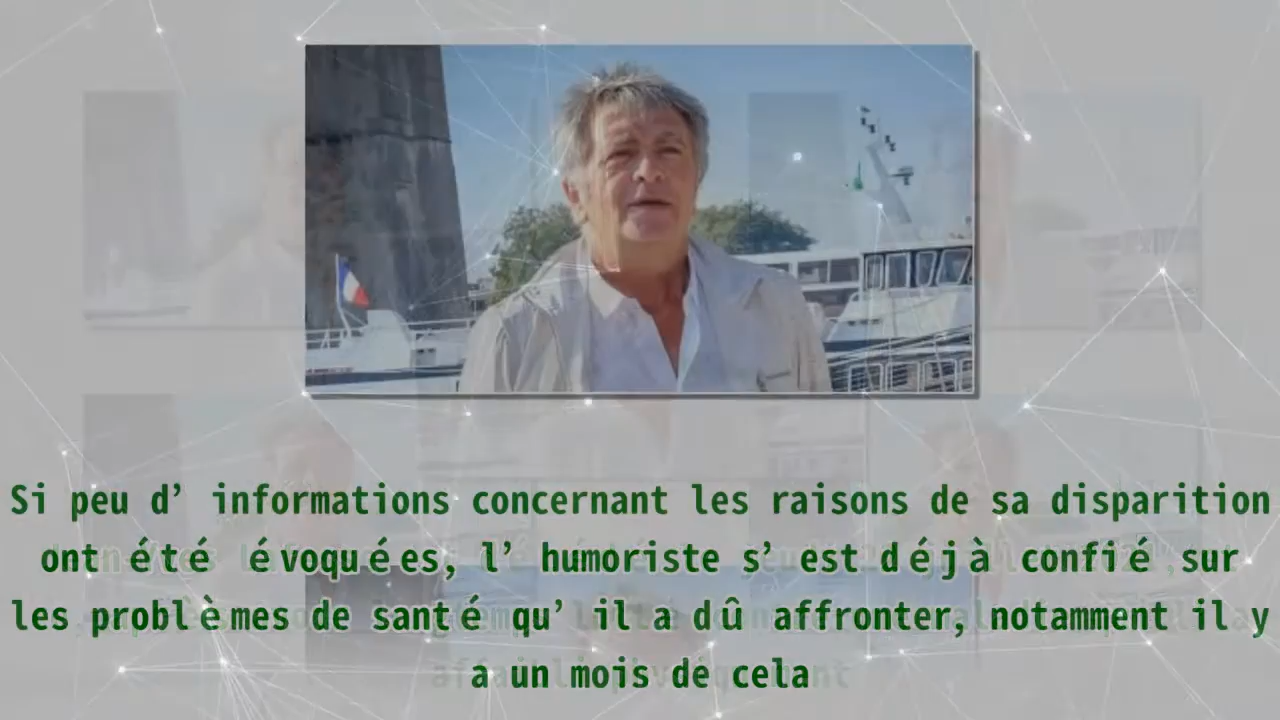 Si peu d’ informations concernant les raisons de sa disparition
ont été évoquées, l’ humoriste s’ est déjà confié sur
les problèmes de santé qu’ il a dû affronter, notamment il y
a un mois de cela